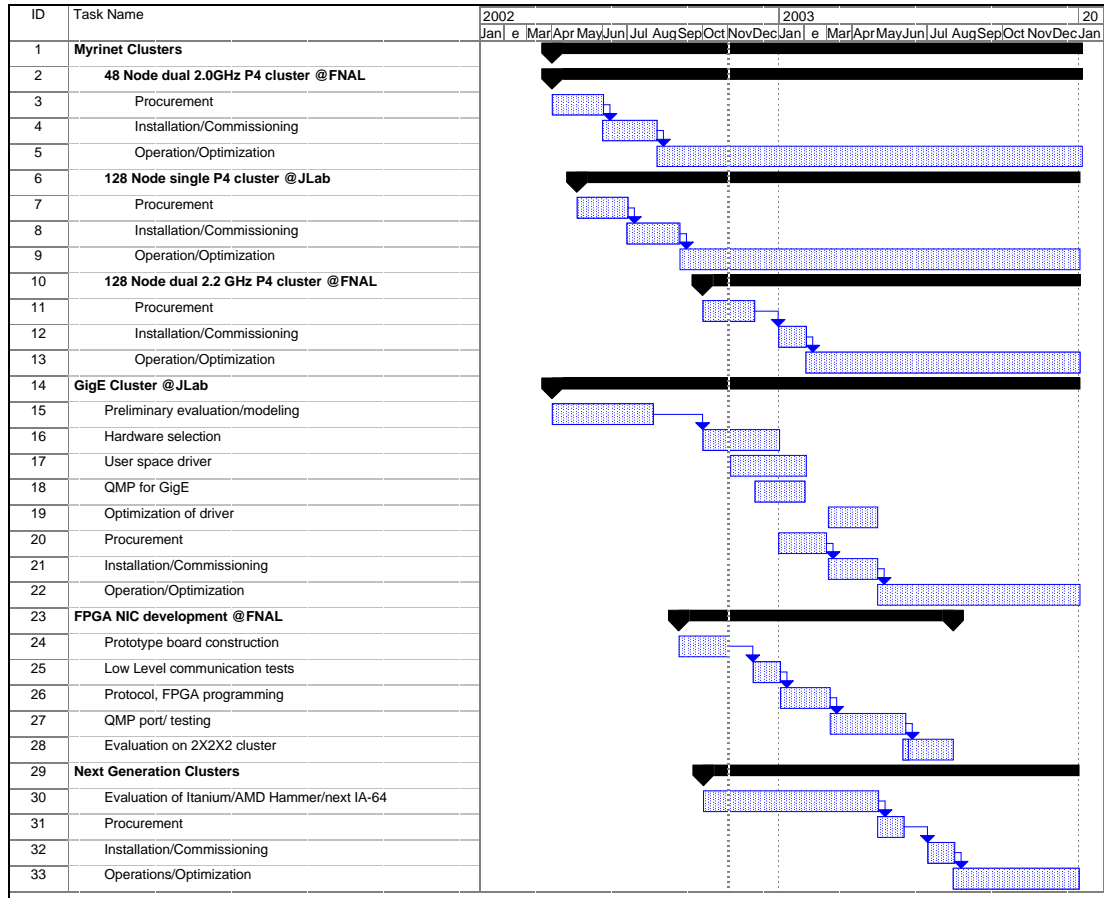 ID Task Name 2002 2003 20
Jan e Mar Apr May Jun Jul Aug Sep Oct Nov Dec Jan e Mar Apr May Jun Jul Aug Sep Oct Nov Dec Jan
1 Myrinet Clusters
2 48 Node dual 2.0GHz P4 cluster @FNAL
3 Procurement
4 Installation/Commissioning
5 Operation/Optimization
6 128 Node single P4 cluster @JLab
7 Procurement
8 Installation/Commissioning
9 Operation/Optimization
10 128 Node dual 2.2 GHz P4 cluster @FNAL
11 Procurement
12 Installation/Commissioning
13 Operation/Optimization
14 GigE Cluster @JLab
15 Preliminary evaluation/modeling
16 Hardware selection
17 User space driver
18 QMP for GigE
19 Optimization of driver
20 Procurement
21 Installation/Commissioning
22 Operation/Optimization
23 FPGA NIC development @FNAL
24 Prototype board construction
25 Low Level communication tests
26 Protocol, FPGA programming
27 QMP port/ testing
28 Evaluation on 2X2X2 cluster
29 Next Generation Clusters
30 Evaluation of Itanium/AMD Hammer/next IA-64
31 Procurement
32 Installation/Commissioning
33 Operations/Optimization